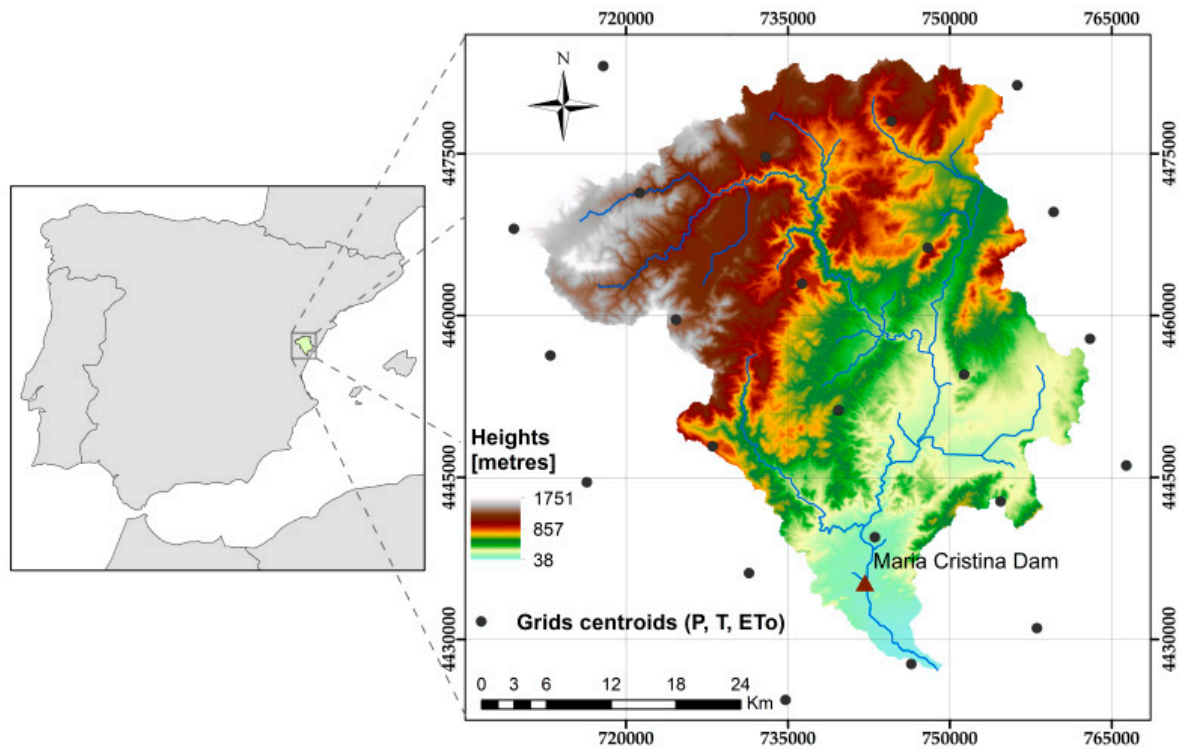 720000 735000 750000 765000
N
4475000 4475000
4460000 4460000
Heights
[metres]
1751
857
38
4445000 4445000
Maria Cristina Dam
Grids centroids (P, T, ETo)
4430000 4430000
0 3 6 12 18 24
Km
720000 735000 750000 765000